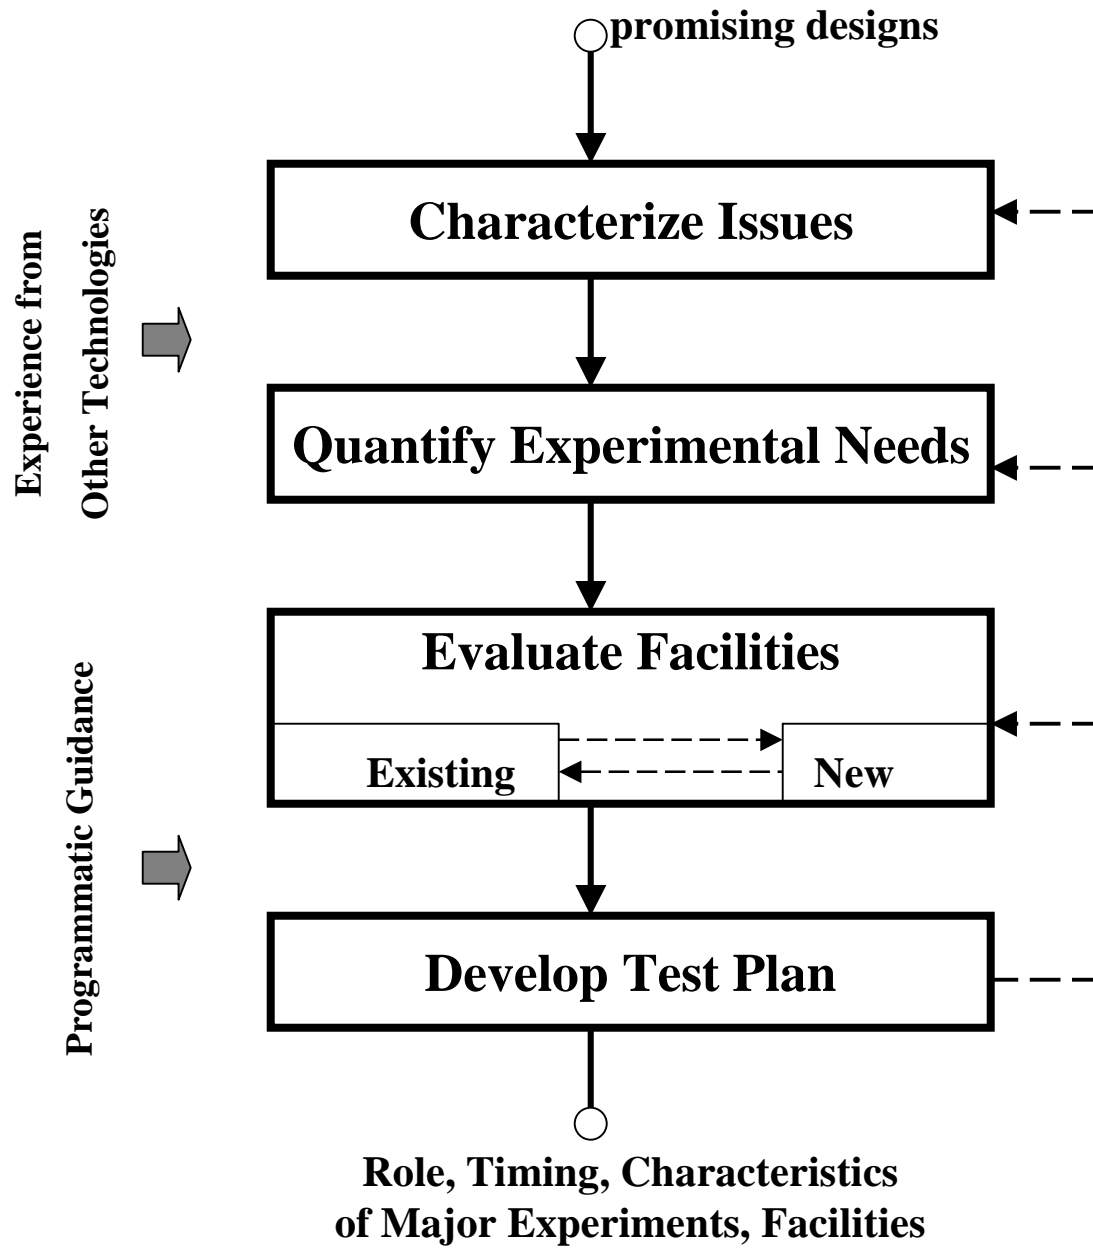 promising designs
Characterize Issues
Experience from
Other Technologies
Quantify Experimental Needs
Evaluate Facilities
Existing
New
Programmatic Guidance
Develop Test Plan
Role, Timing, Characteristics
of Major Experiments, Facilities